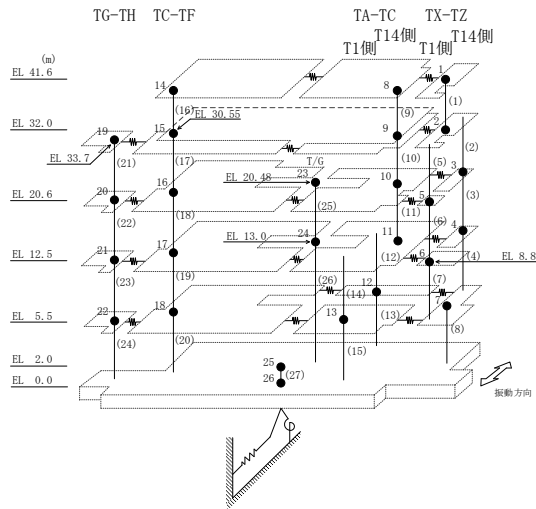 TG-TH TC-TF TA-TC TX-TZ
T1側 T14側 T1側 T14側
(m)
EL 41.6
14 8 1
(16) (9) (1)
EL 30.55
EL 32.0
19 15 9 2
EL 33.7
(21) (17) (10) (5) (2)
T/G
EL 20.48 23
16 10 3
EL 20.6
20 5
(22) (18) (25) (11) (3)
(6)
EL 13.0 24
17 11 4
EL 12.5
21 6 EL 8.8
(23) (19) (12) (4)
(26) (14) 12 (7)
EL 5.5
22 18 13 7
(24) (20) (15) (13) (8)
EL 2.0
25
EL 0.0
26 (27)
振動方向